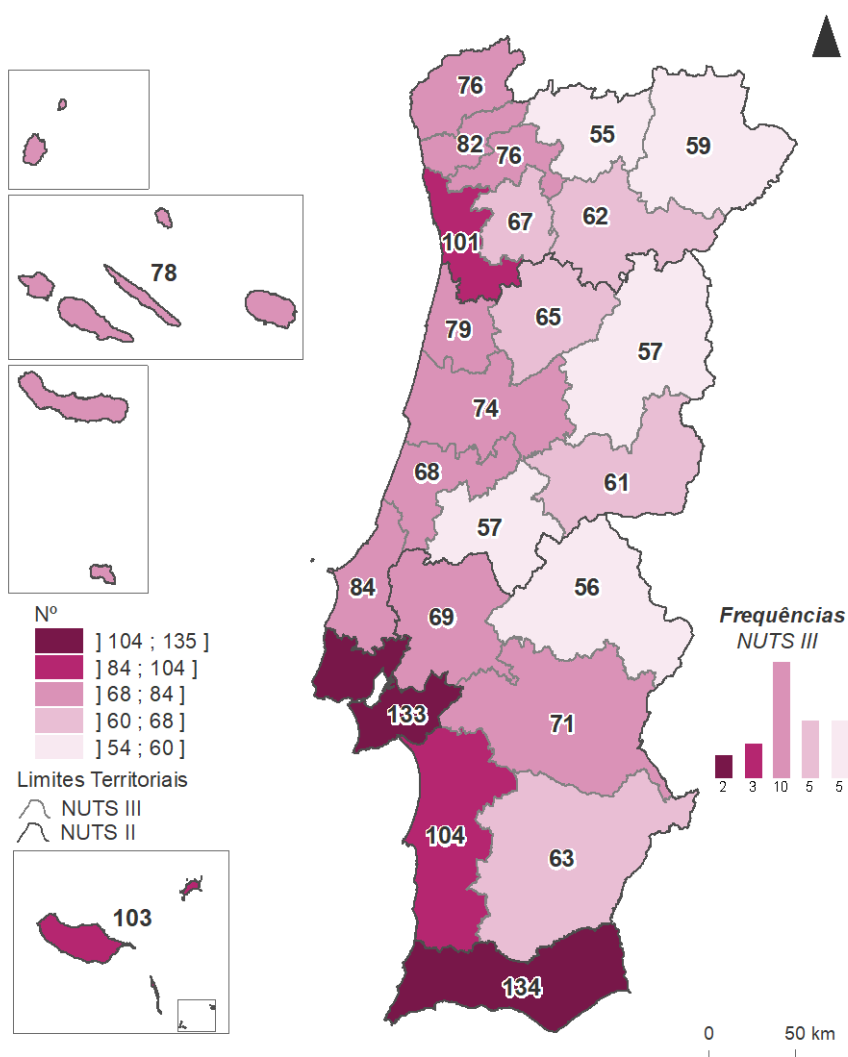 76
55
59
82
76
67
62
101
78
65
57
79
74
68
61
57
84
69
56
Nº
] 104 ; 135 ]
] 84 ; 104 ]
] 68 ; 84 ]
] 60 ; 68 ]
] 54 ; 60 ]
Limites Territoriais
NUTS III
NUTS II
133
71
Frequências
NUTS III
2 3 10 5 5
104
63
103
134
0 50 km